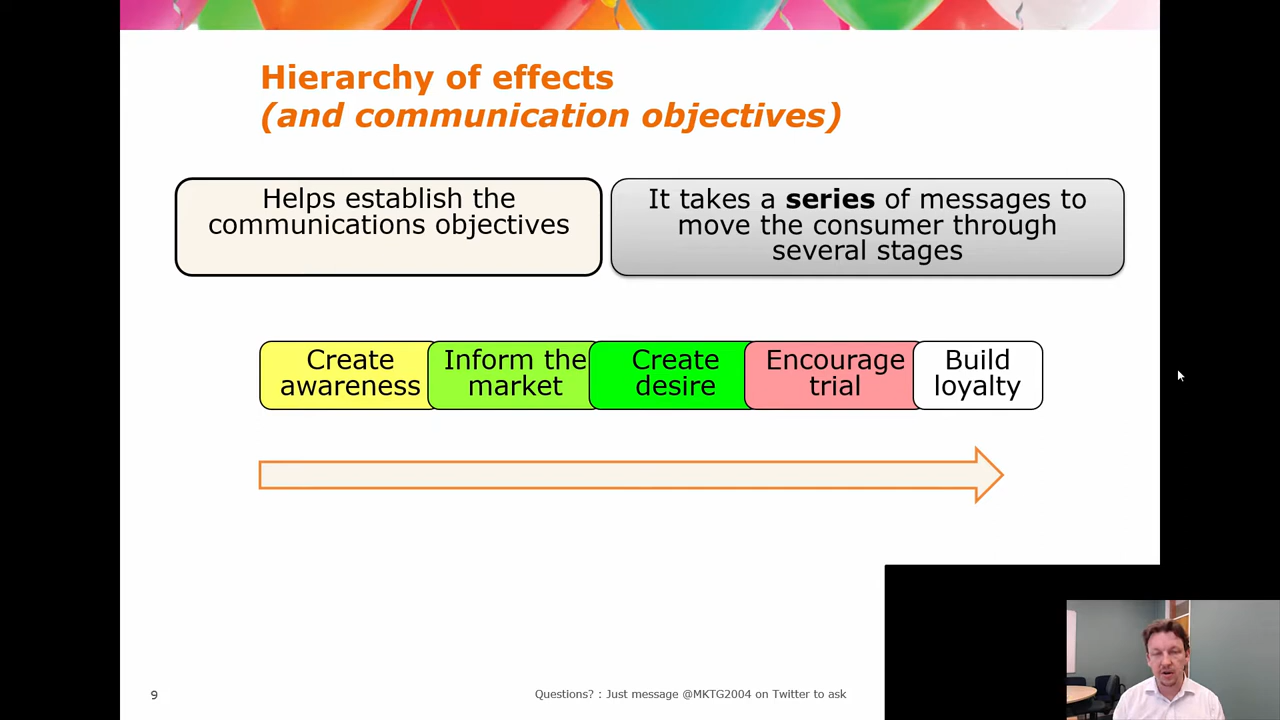 Hierarchy of effects
(and communication objectives)
Helps establish the
communications objectives
It takes a series of messages to
move the consumer through
several stages
Create
awareness
Inform the
market
Create
desire
Encourage
trial
Build
loyalty
9
Questions? : Just message @MKTG2004 on Twitter to ask